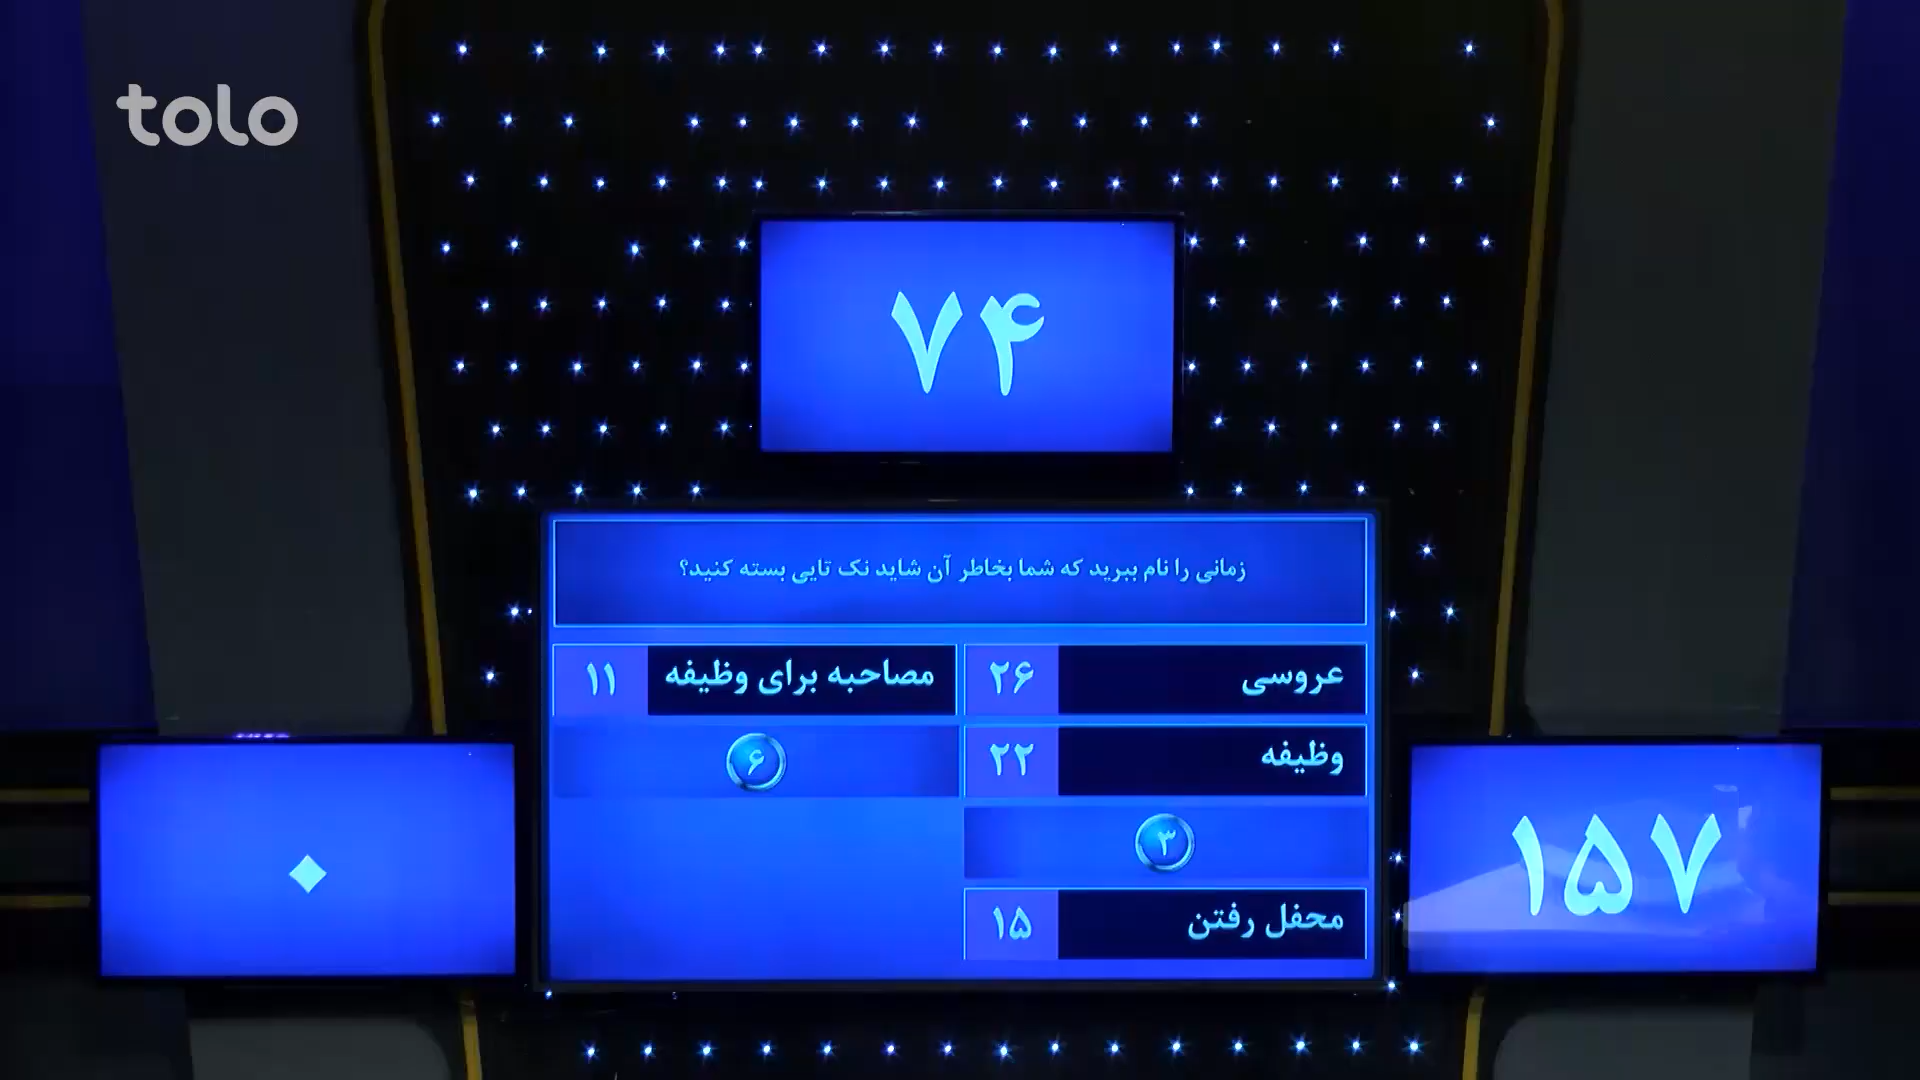 tolo
۷۴
زمانی را نام ببرید که شما بخاطر آن شاید نک تایی بسته کنید؟
عروسی ۲۶
وظیفه ۲۲
۳
محفل رفتن ۱۵
مصاحبه برای وظیفه ۱۱
۶
۱۵۷
۰